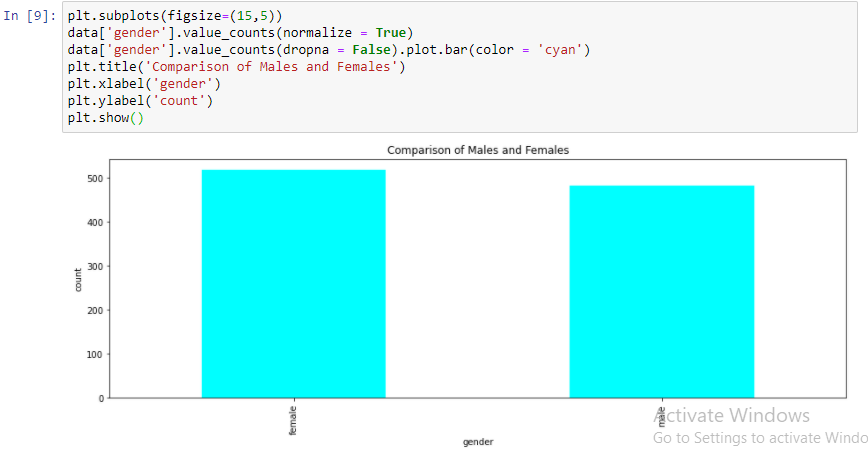 In [9]: plt.subplots(figsize=(15,5))
data['gender'].value_counts(normalize = True)
data['gender'].value_counts(dropna = False).plot.bar(color = 'cyan')
plt.title('Comparison of Males and Females')
plt.xlabel('gender')
plt.ylabel('count')
plt.show()
Comparison of Males and Females
500
400
300
200
100
0
count
female
male
gender
Activate Windows
Go to Settings to activate Windo